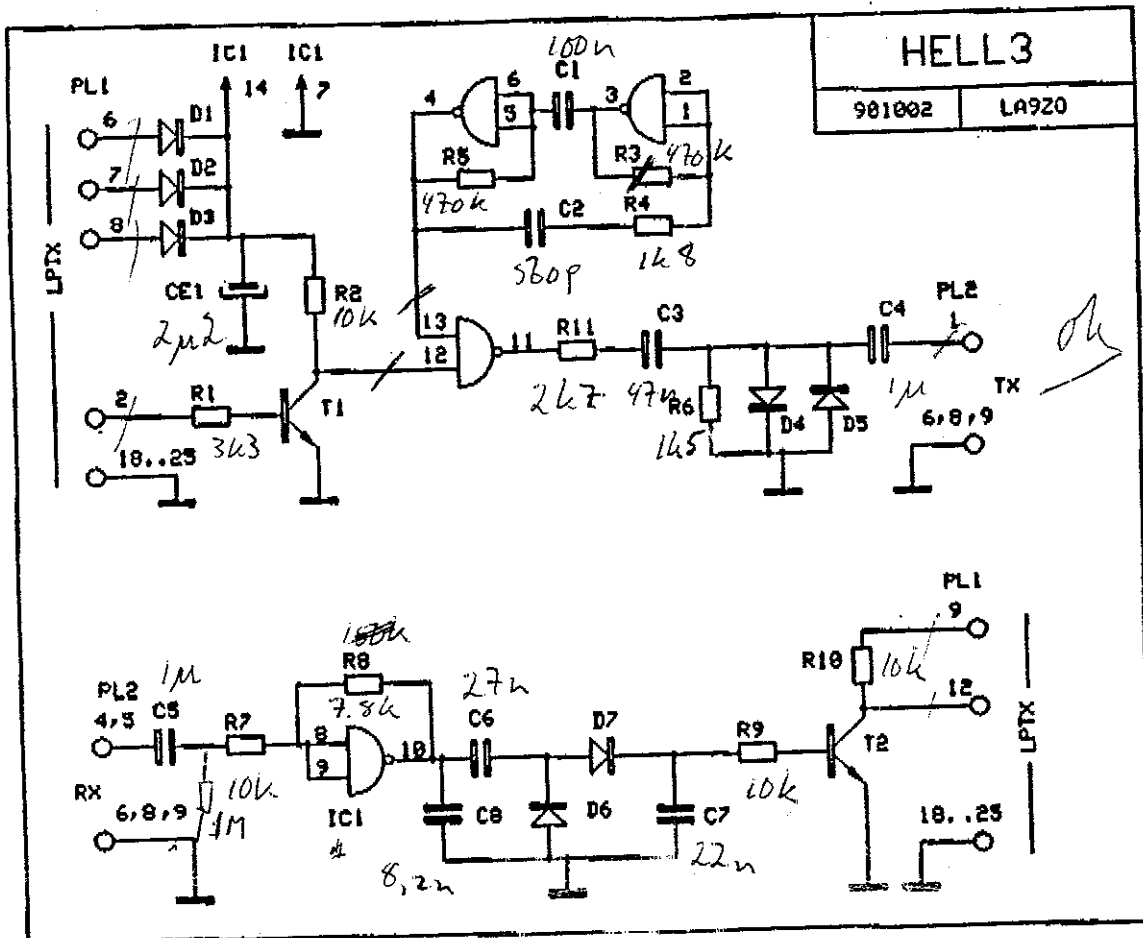 HELL3
901002
LA9ZO
IC1
IC1
14
7
PL1
6
D1
7
D2
8
D3
LPTX
CE1
2µ2
R2
10k
2
R1
3k3
T1
18..25
100n
C1
4
6
5
3
2
1
R5
470k
R3
470k
C2
560p
R4
1k8
13
12
11
R11
2k7
C3
47n
R6
1k5
D4
D5
C4
1µ
PL2
1
TX
6,8,9
ok
PL2
4,5
1µ
C5
R7
10k
1M
RX
6,8,9
R8
7.8k
8
9
10
IC1
27n
C6
C8
8,2n
D6
D7
C7
22n
R9
10k
T2
R10
10k
PL1
9
12
LPTX
18..25